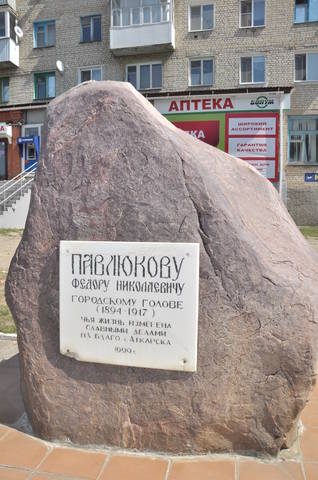 АПТЕКА
ШИРОКИЙ
АССОРТИМЕНТ
ГАРАНТИЯ
КАЧЕСТВА
ПАВЛЮКОВУ
ФЕДОРУ НИКОЛАЕВИЧУ
ГОРОДСКОМУ ГОЛОВЕ
(1894-1917)
ЧЬЯ ЖИЗНЬ ИЗМЕРЕНА
СЛАВНЫМИ ДЕЛАМИ
НА БЛАГО г. АТКАРСКА
1999 г.